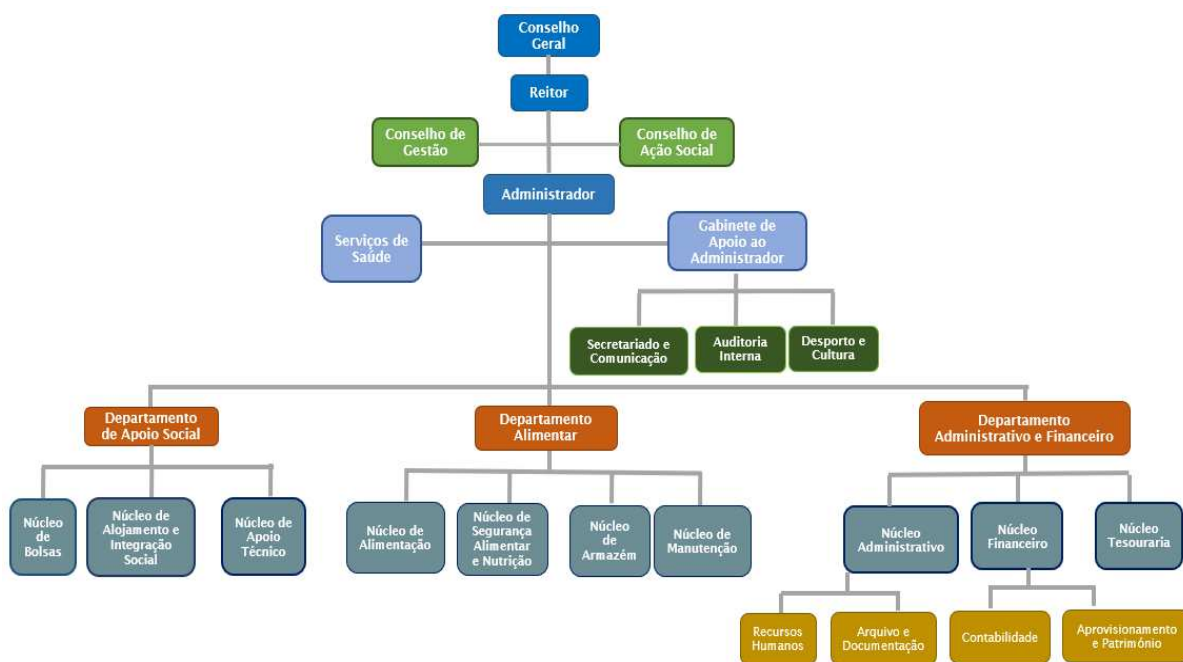 Conselho
Geral
Reitor
Conselho de
Gestão
Conselho de
Ação Social
Administrador
Serviços de
Saúde
Gabinete de
Apoio ao
Administrador
Secretariado e
Comunicação
Auditoria
Interna
Desporto e
Cultura
Departamento
de Apoio Social
Departamento
Alimentar
Departamento
Administrativo e Financeiro
Núcleo
de
Bolsas
Núcleo de
Alojamento e
Integração
Social
Núcleo de
Apoio
Técnico
Núcleo de
Alimentação
Núcleo de
Segurança
Alimentar
e Nutrição
Núcleo
de
Armazém
Núcleo de
Manutenção
Núcleo
Administrativo
Núcleo
Financeiro
Núcleo
Tesouraria
Recursos
Humanos
Arquivo e
Documentação
Contabilidade
Aprovisionamento
e Património